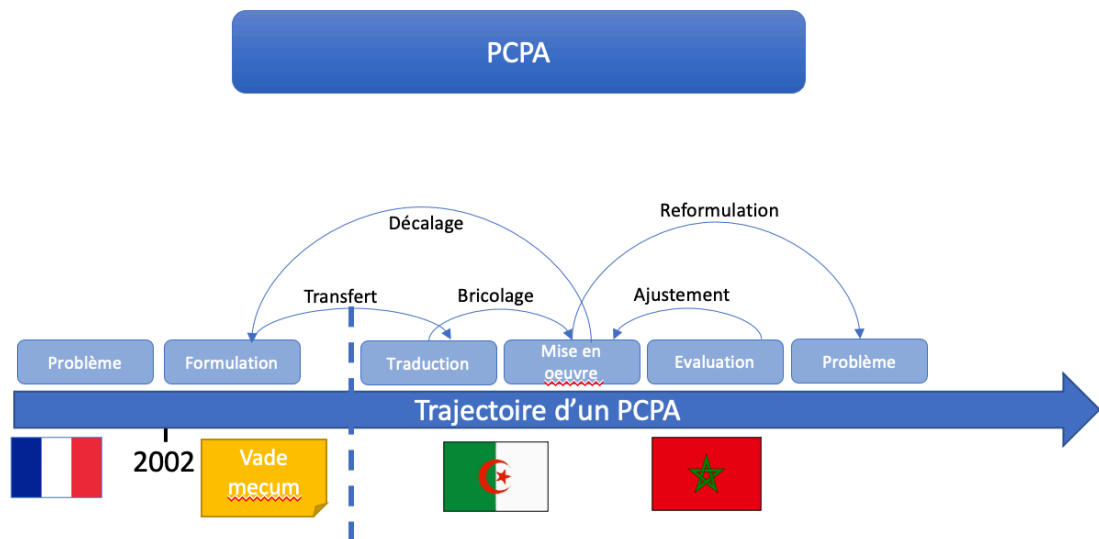 PCPA
Décalage
Reformulation
Transfert
Bricolage
Ajustement
Problème
Formulation
Traduction
Mise en
oeuvre
Evaluation
Problème
Trajectoire d'un PCPA
2002
Vade
mecum